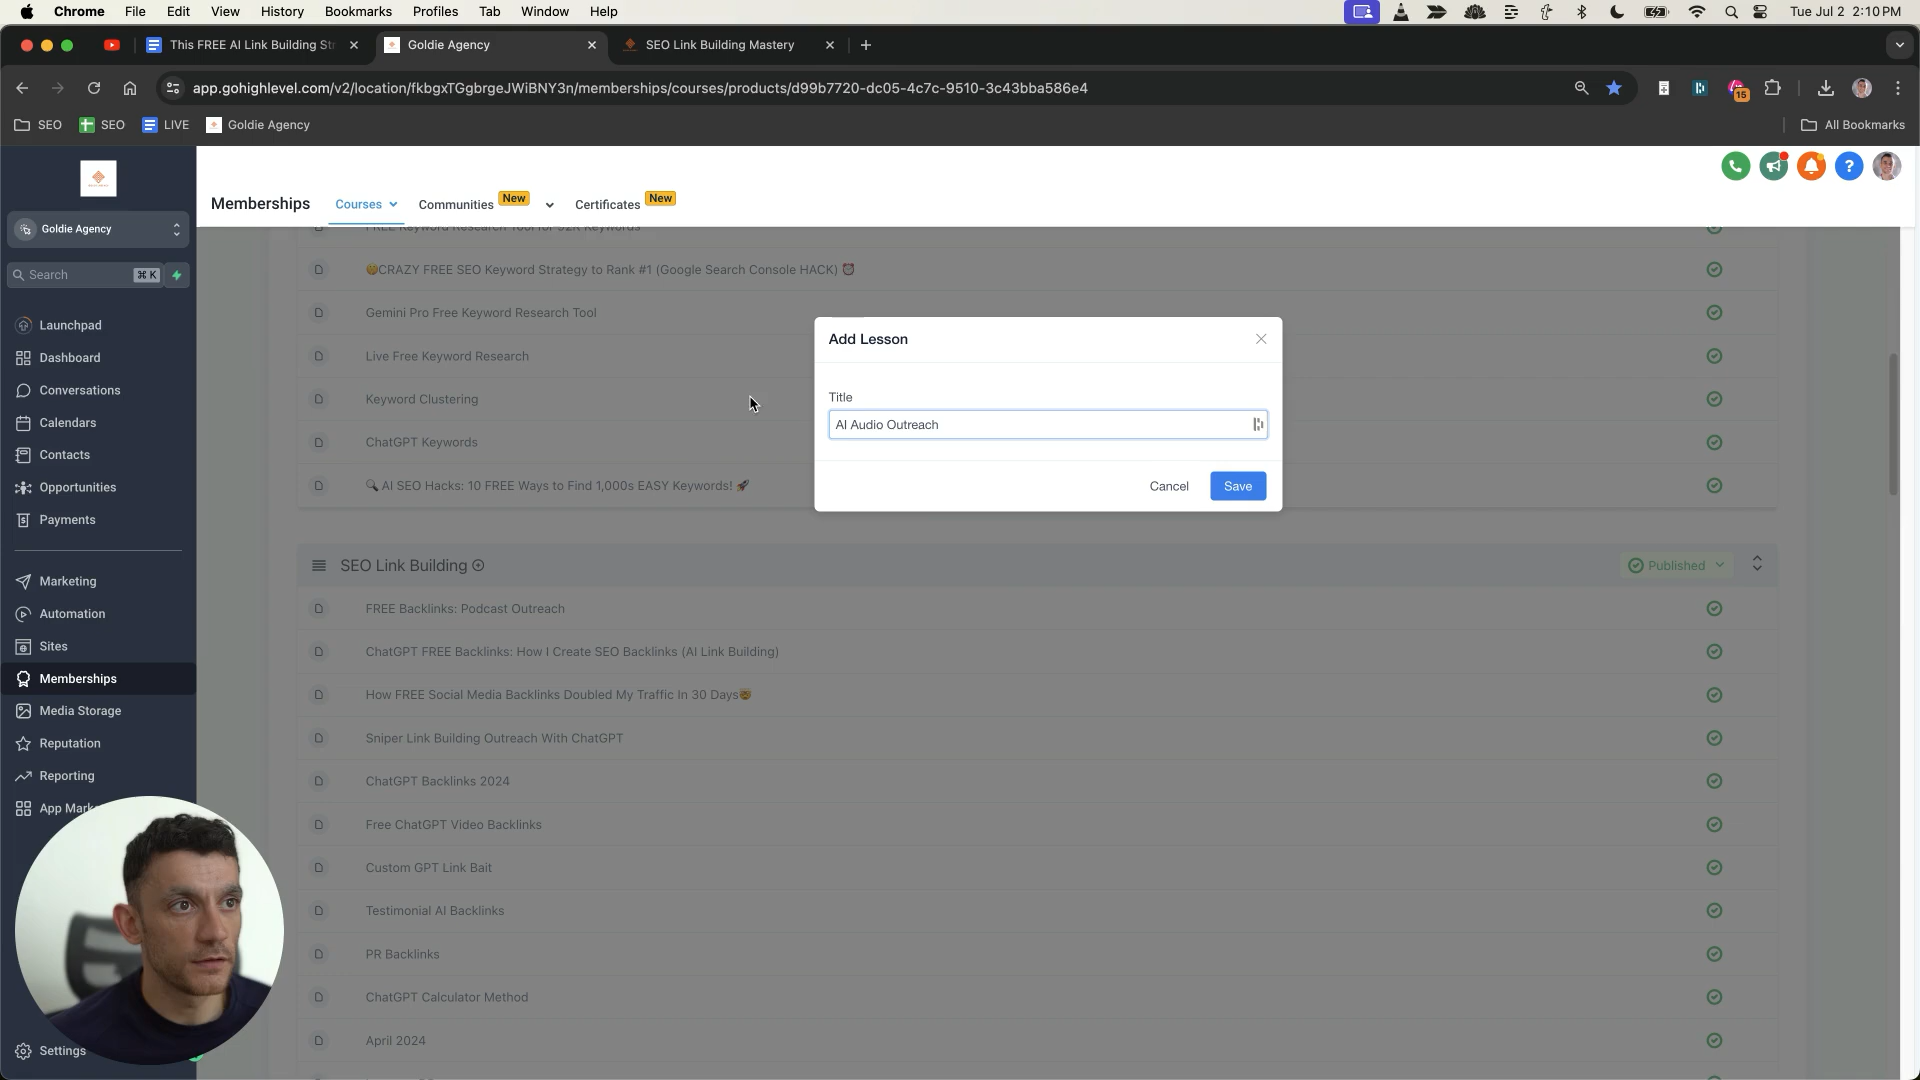 Chrome File Edit View History Bookmarks Profiles Tab Window Help Tue Jul 2 2:10 PM
This FREE AI Link Building Str Goldie Agency SEO Link Building Mastery
app.gohighlevel.com/v2/location/fkbgxTGgbrgeJWiBNY3n/memberships/courses/products/d99b7720-dc05-4c7c-9510-3c43bba586e4 15
SEO SEO LIVE Goldie Agency All Bookmarks
Memberships Courses Communities New Certificates New
Goldie Agency
Search ⌘ K
Launchpad
Dashboard
Conversations
Calendars
Contacts
Opportunities
Payments
Marketing
Automation
Sites
Memberships
Media Storage
Reputation
Reporting
App Mark
Settings
FREE Keyword Research Tool for 92X Keywords
😁CRAZY FREE SEO Keyword Strategy to Rank #1 (Google Search Console HACK) ⏰
Gemini Pro Free Keyword Research Tool
Live Free Keyword Research
Keyword Clustering
ChatGPT Keywords
🔍 AI SEO Hacks: 10 FREE Ways to Find 1,000s EASY Keywords! 🚀
Add Lesson
Title
AI Audio Outreach
Cancel Save
SEO Link Building Published
FREE Backlinks: Podcast Outreach
ChatGPT FREE Backlinks: How I Create SEO Backlinks (AI Link Building)
How FREE Social Media Backlinks Doubled My Traffic In 30 Days🤯
Sniper Link Building Outreach With ChatGPT
ChatGPT Backlinks 2024
Free ChatGPT Video Backlinks
Custom GPT Link Bait
Testimonial AI Backlinks
PR Backlinks
ChatGPT Calculator Method
April 2024